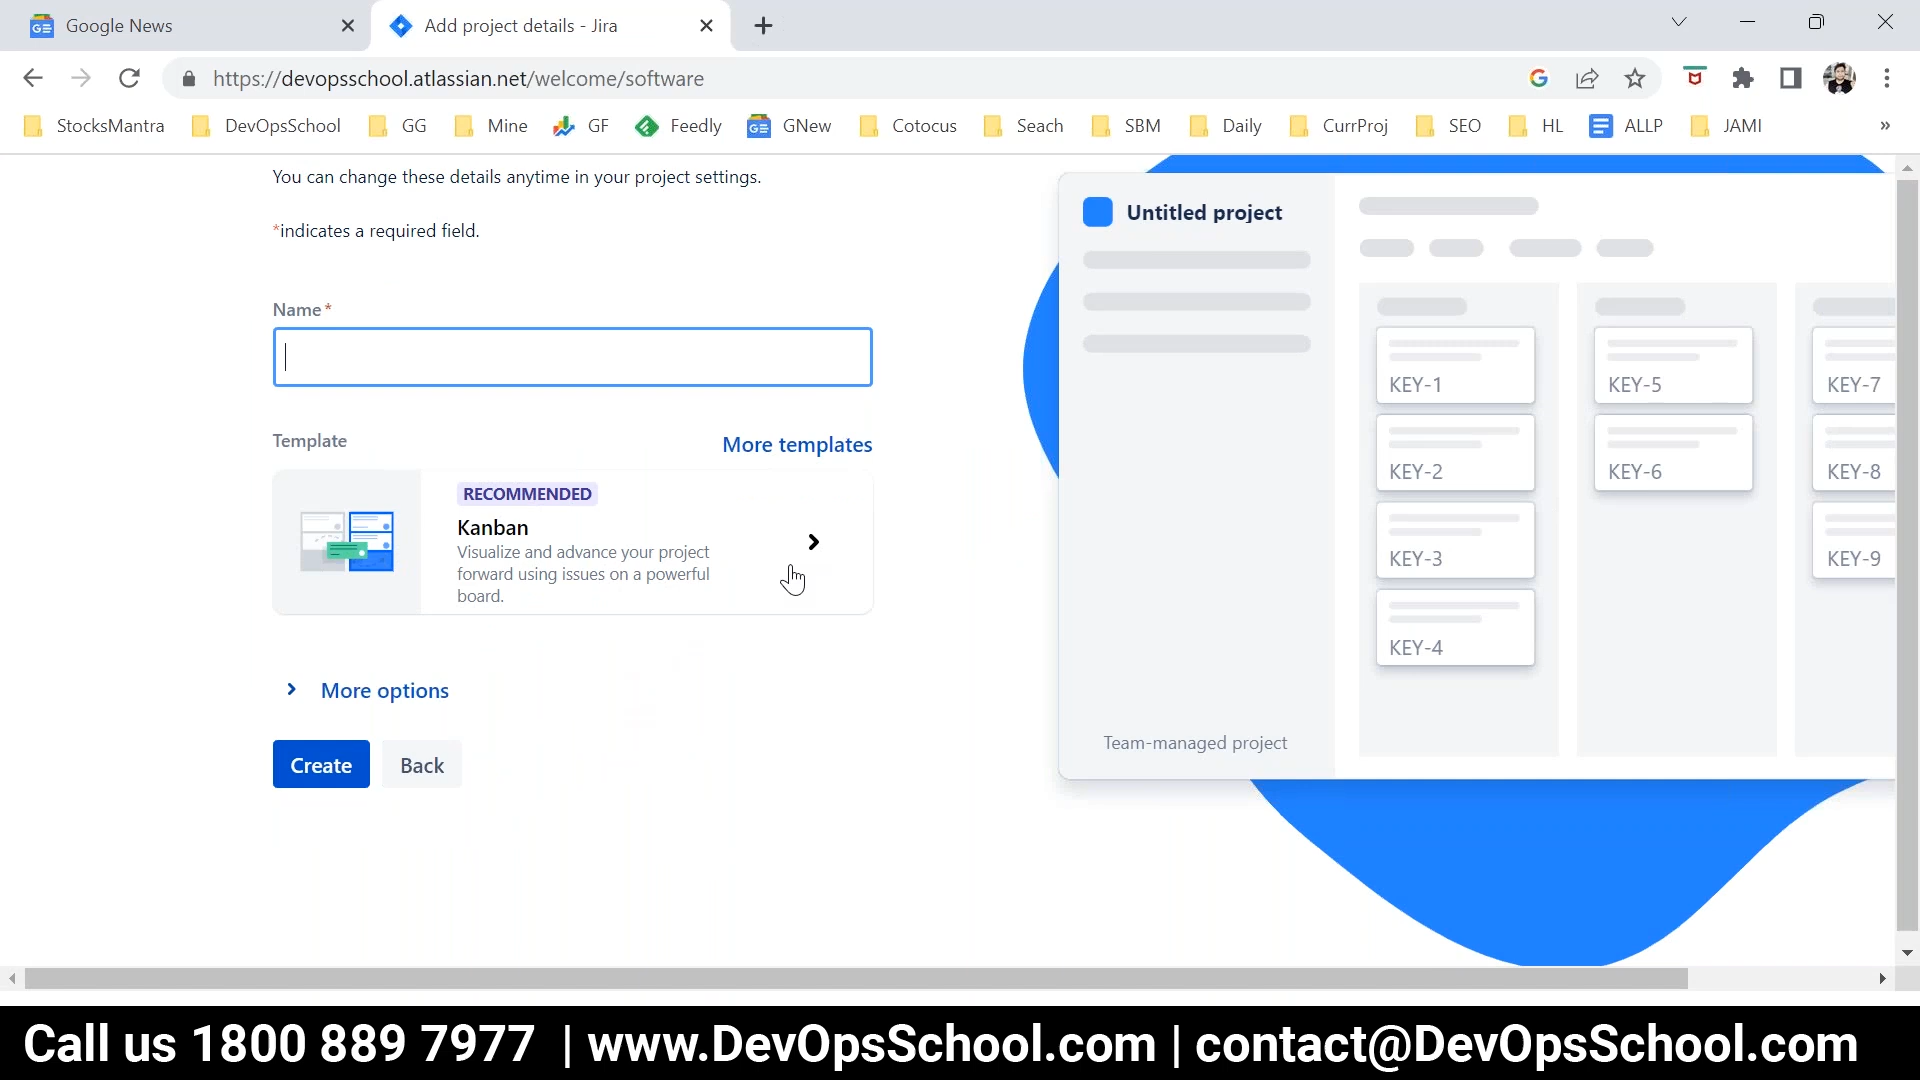 Google News
Add project details - Jira
https://devopsschool.atlassian.net/welcome/software
StocksMantra
DevOpsSchool
GG
Mine
GF
Feedly
GNew
Cotocus
Seach
SBM
Daily
CurrProj
SEO
HL
ALLP
JAMI
»
You can change these details anytime in your project settings.
*indicates a required field.
Name*
Template
More templates
RECOMMENDED
Kanban
Visualize and advance your project
forward using issues on a powerful
board.
More options
Create
Back
Untitled project
KEY-1
KEY-2
KEY-3
KEY-4
KEY-5
KEY-6
KEY-7
KEY-8
KEY-9
Team-managed project
Call us 1800 889 7977 | www.DevOpsSchool.com | contact@DevOpsSchool.com